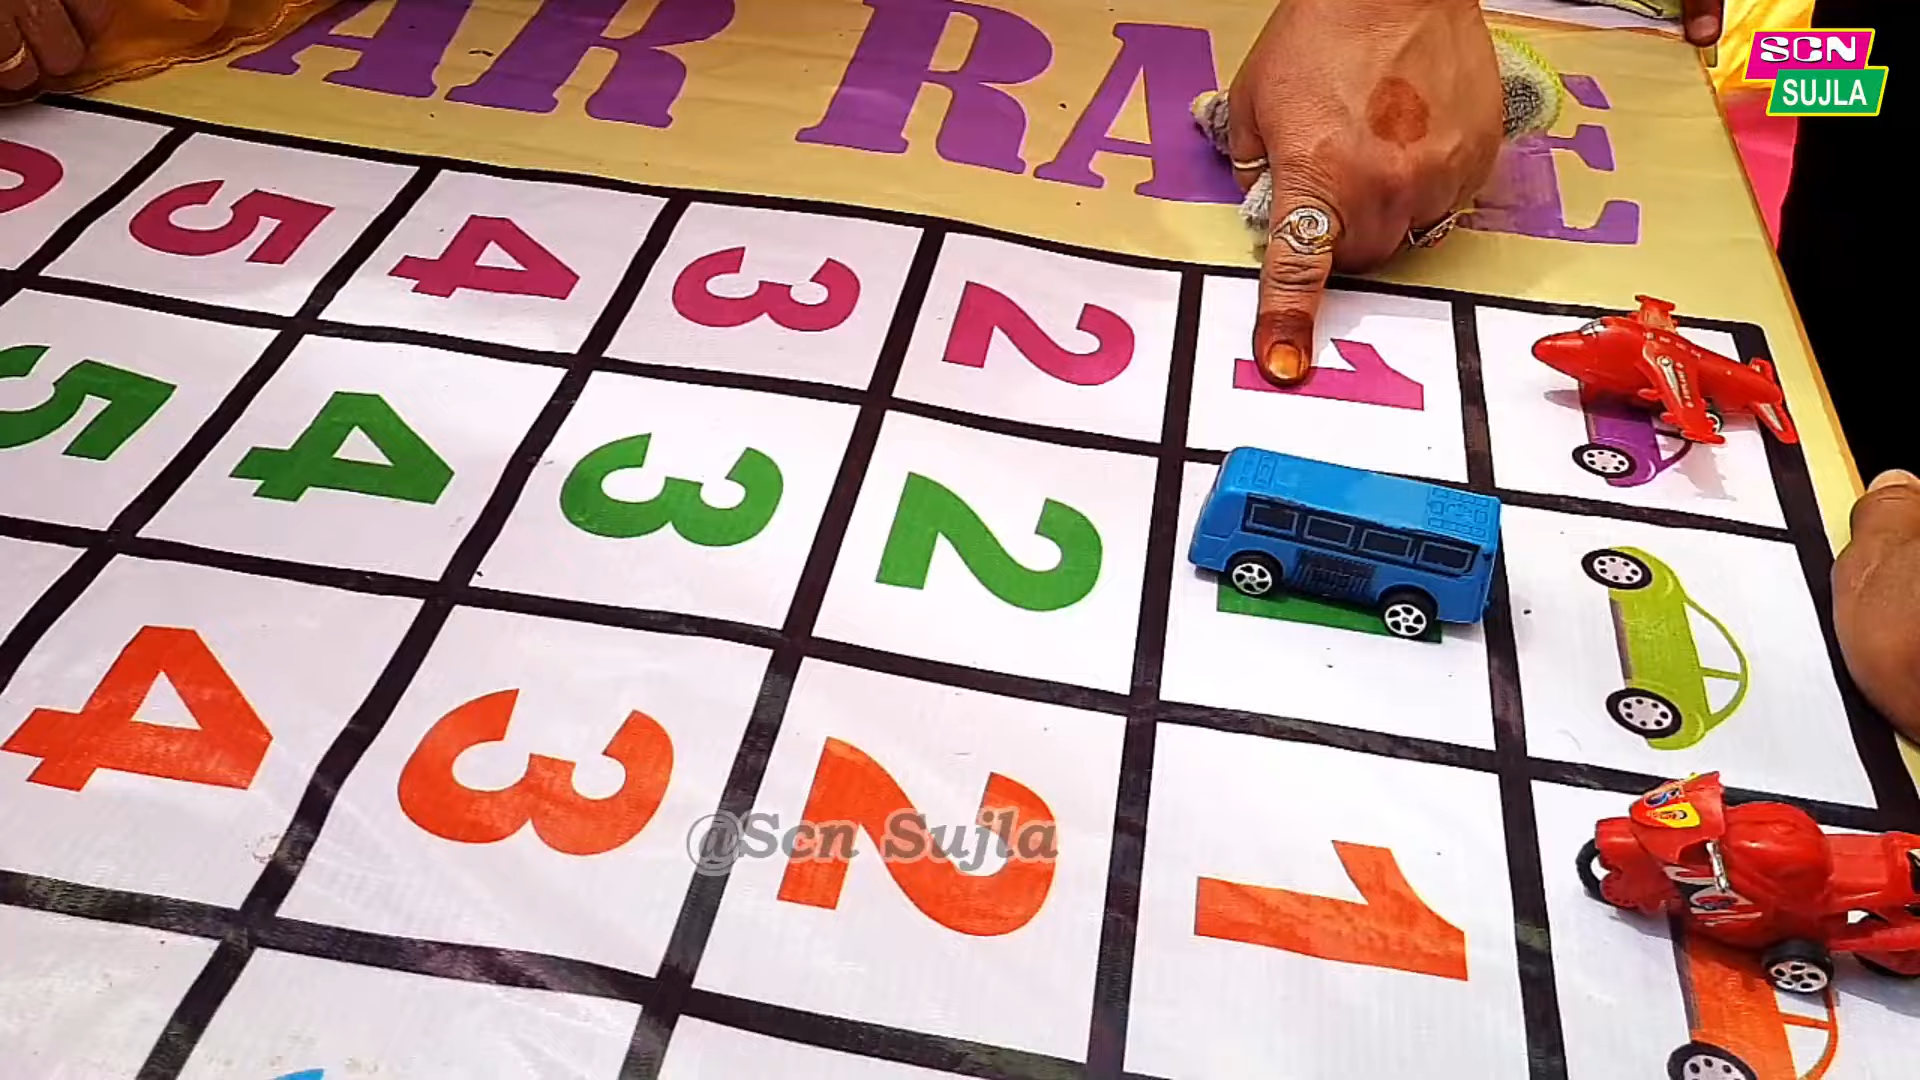 AR RA E
SCN
SUJLA
5 4 3 2 1
5 4 3 2
4 3 2 1
@Scn Sujla